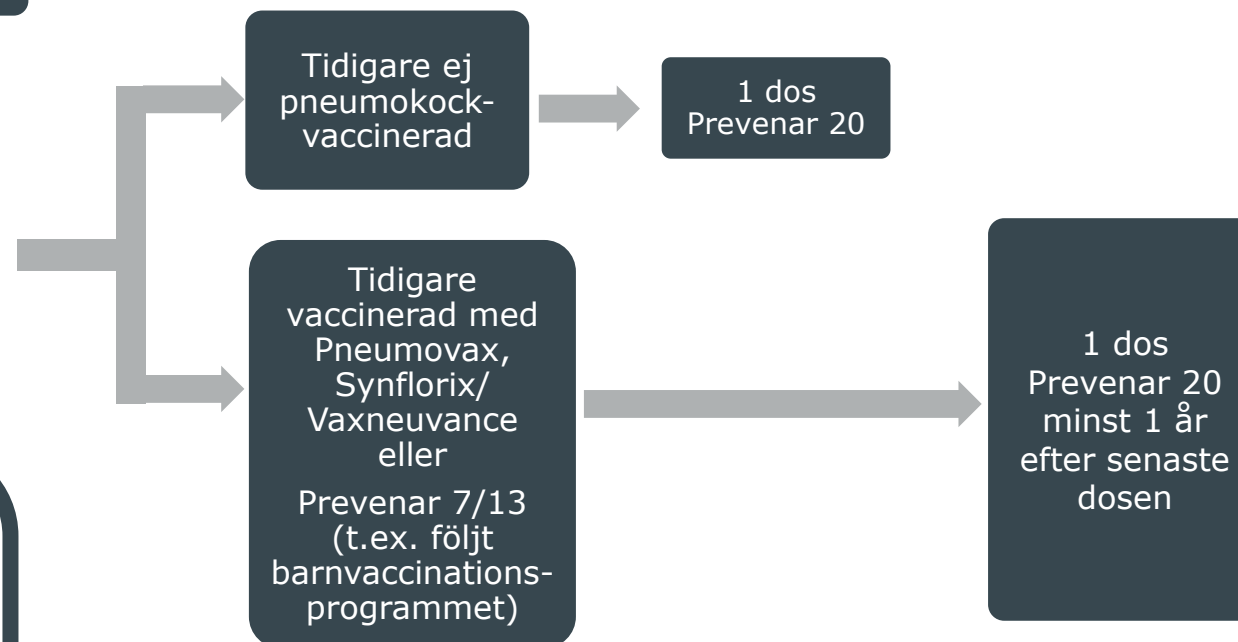 Tidigare ej
pneumokock-
vaccinerad
1 dos
Prevenar 20
Tidigare
vaccinerad med
Pneumovax,
Synflorix/
Vaxneuvance
eller
Prevenar 7/13
(t.ex. följt
barnvaccinations-
programmet)
1 dos
Prevenar 20
minst 1 år
efter senaste
dosen